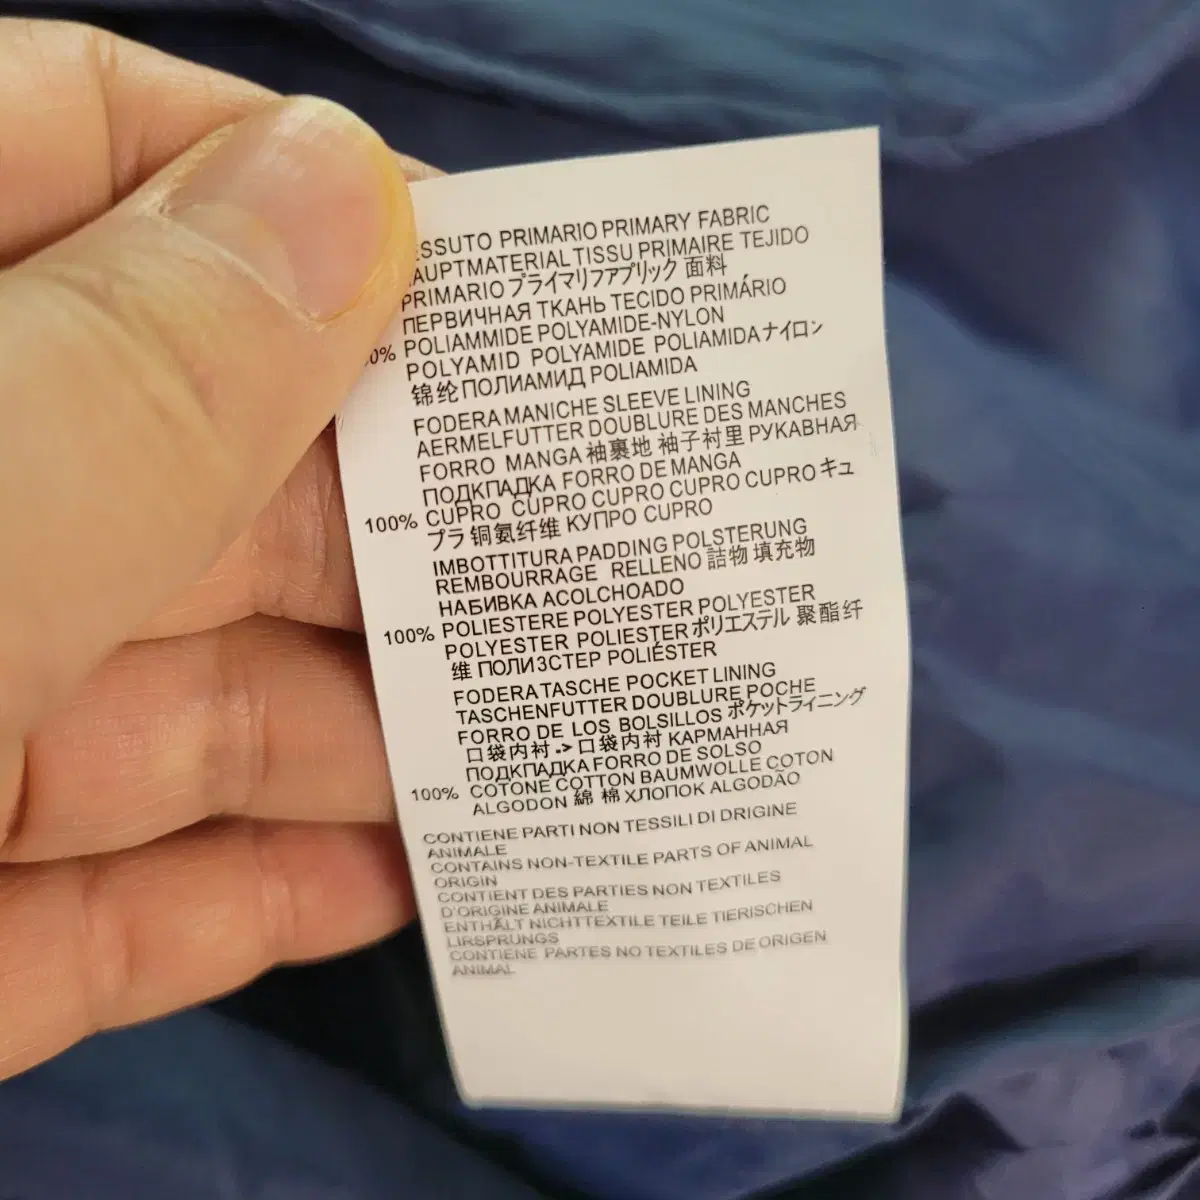 ESSUTO PRIMARIO PRIMARY FABRIC
AUPTMATERIAL TISSU PRIMAIRE TEJIDO
PRIMARIO プライマリファブリック 面料
ПЕРВИЧНАЯ ТКАНЬ TECIDO PRIMÁRIO
0% POLIAMMIDE POLYAMIDE-NYLON
POLYAMID POLYAMIDE POLIAMIDA ナイロン
锦纶 ПОЛИАМИД POLIAMIDA
FODERA MANICHE SLEEVE LINING
AERMELFUTTER DOUBLURE DES MANCHES
FORRO MANGA 袖裏地 袖子衬里 РУКАВНАЯ
ПОДКПАДКА FORRO DE MANGA
100% CUPRO CUPRO CUPRO CUPRO CUPRO キュ
プラ 铜氨纤维 КУПРО CUPRO
IMBOTTITURA PADDING POLSTERUNG
REMBOURRAGE RELLENO 詰物 填充物
НАБИВКА ACOLCHOADO
100% POLIESTERE POLYESTER POLYESTER
POLYESTER POLIESTER ポリエステル 聚酯纤
维 ПОЛИЗСТЕР POLIÉSTER
FODERA TASCHE POCKET LINING
TASCHENFUTTER DOUBLURE POCHE
FORRO DE LOS BOLSILLOS ポケットライニング
口袋内衬 -> 口袋内衬 КАРМАННАЯ
ПОДКПАДКА FORRO DE SOLSO
100% COTONE COTTON BAUMWOLLE COTON
ALGODON 綿 棉 ХЛОПОК ALGODÃO
CONTIENE PARTI NON TESSILI DI DRIGINE
ANIMALE
CONTAINS NON-TEXTILE PARTS OF ANIMAL
ORIGIN
CONTIENT DES PARTIES NON TEXTILES
D'ORIGINE ANIMALE
ENTHÄLT NICHTTEXTILE TEILE TIERISCHEN
LIRSPRÜNGS
CONTIENE PARTES NO TEXTILES DE ORIGEN
ANIMAL